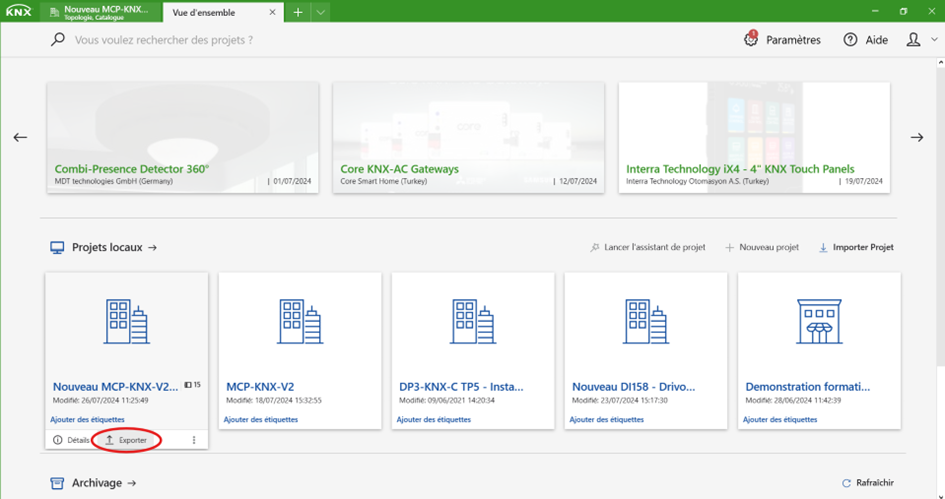 KNX
Nouveau MCP-KNX...
Topologie, Catalogue
Vue d'ensemble
Vous voulez rechercher des projets ?
1
Paramètres
Aide
Combi-Presence Detector 360°
MDT technologies GmbH (Germany) | 01/07/2024
core
Core KNX-AC Gateways
Core Smart Home (Turkey) | 12/07/2024
Interra Technology iX4 - 4" KNX Touch Panels
Interra Technology Otomasyon A.S. (Turkey) | 19/07/2024
Projets locaux →
Lancer l'assistant de projet
Nouveau projet
Importer Projet
Nouveau MCP-KNX-V2... 15
Modifié: 26/07/2024 11:25:49
Ajouter des étiquettes
Détails
Exporter
MCP-KNX-V2
Modifié: 18/07/2024 15:32:55
Ajouter des étiquettes
DP3-KNX-C TP5 - Insta...
Modifié: 09/06/2021 14:20:34
Ajouter des étiquettes
Nouveau DI158 - Drivo...
Modifié: 23/07/2024 15:17:30
Ajouter des étiquettes
Demonstration formati...
Modifié: 28/06/2024 11:42:39
Ajouter des étiquettes
Archivage →
Rafraîchir